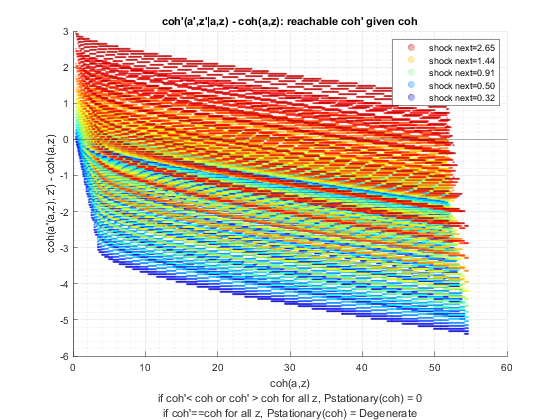 coh'(a',z'|a,z) - coh(a,z): reachable coh' given coh
3
2
1
0
-1
-2
-3
-4
-5
-6
coh(a'(a,z), z') - coh(a,z)
shock next=2.65
shock next=1.44
shock next=0.91
shock next=0.50
shock next=0.32
0 10 20 30 40 50 60
coh(a,z)
if coh'< coh or coh' > coh for all z, Pstationary(coh) = 0
if coh'==coh for all z, Pstationary(coh) = Degenerate